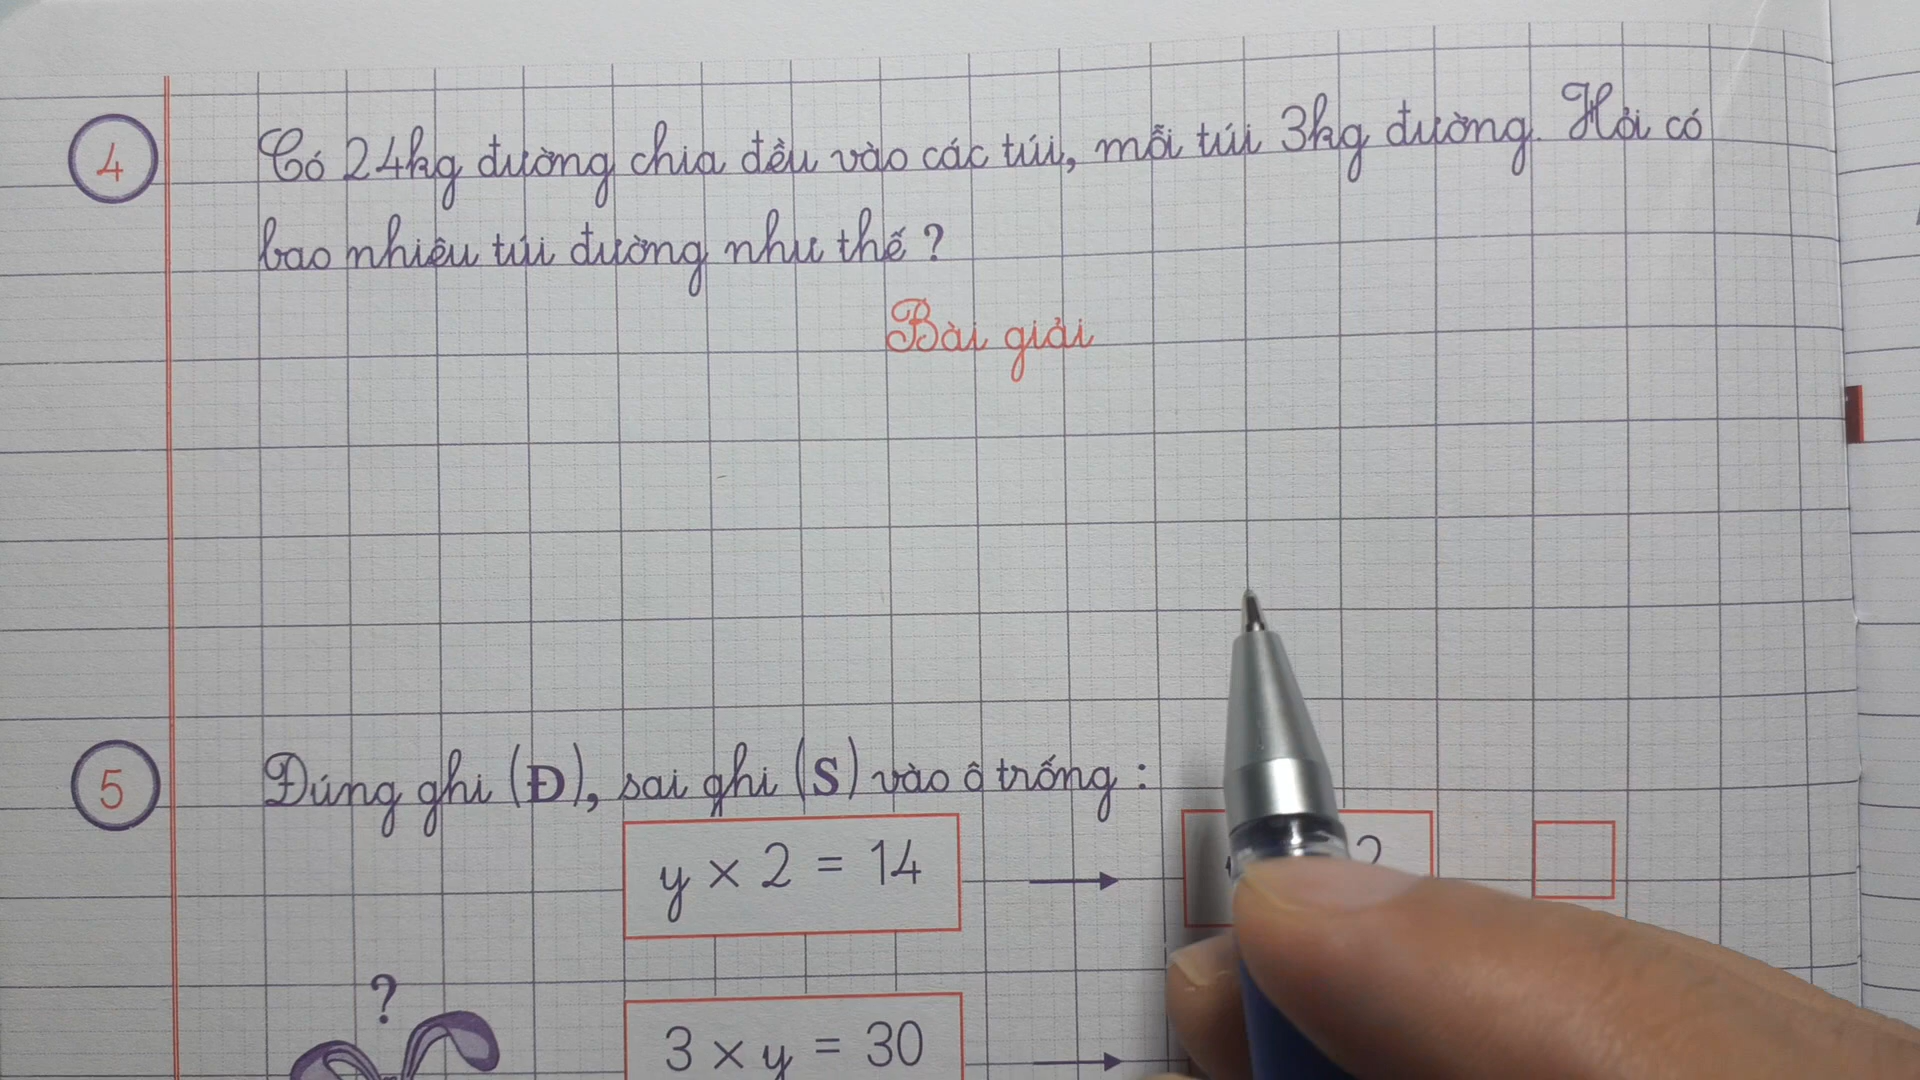 4
Có 24kg đường chia đều vào các túi, mỗi túi 3kg đường. Hỏi có
bao nhiêu túi đường như thế ?
Bài giải
5
Đúng ghi (Đ), sai ghi (S) vào ô trống :
y × 2 = 14
2
?
3 × y = 30